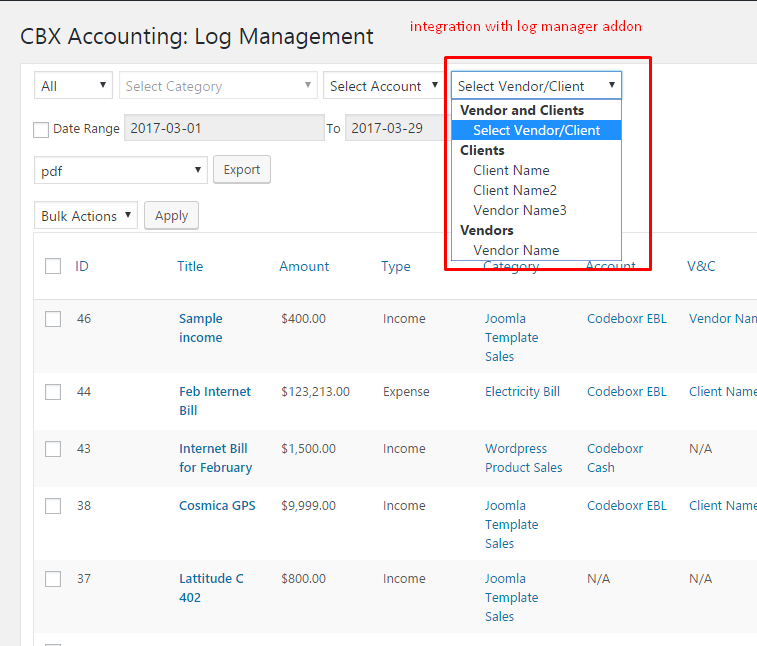 CBX Accounting: Log Management
integration with log manager addon
All Select Category Select Account Select Vendor/Client
Vendor and Clients
Select Vendor/Client
Clients
Client Name
Client Name2
Vendor Name3
Vendors
Vendor Name
Date Range 2017-03-01 To 2017-03-29
pdf Export
Bulk Actions Apply
ID Title Amount Type Category Account V&C
46 Sample $400.00 Income Joomla Codeboxr EBL Vendor Nan
income Template
Sales
44 Feb Internet $123,213.00 Expense Electricity Bill Codeboxr EBL Client Name
Bill
43 Internet Bill $1,500.00 Income Wordpress Codeboxr N/A
for February Product Sales Cash
38 Cosmica GPS $9,999.00 Income Joomla Codeboxr EBL Client Name
Template
Sales
37 Lattitude C $800.00 Income Joomla N/A N/A
402 Template
Sales